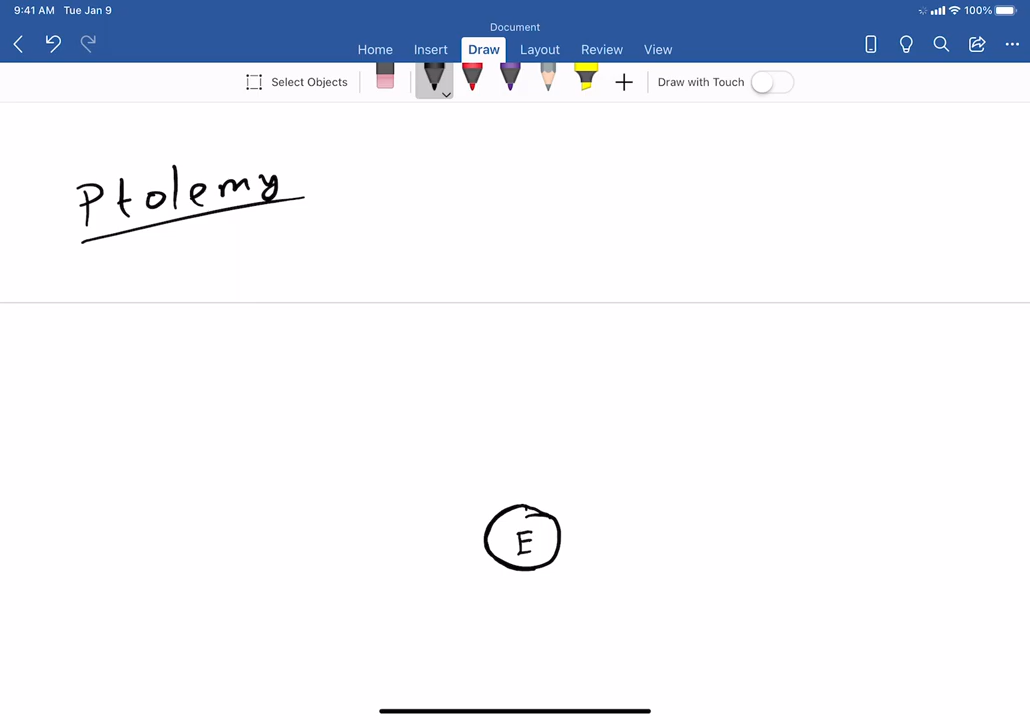 9:41 AM Tue Jan 9 100%
Document
Home Insert Draw Layout Review View
Select Objects Draw with Touch
Ptolemy
E